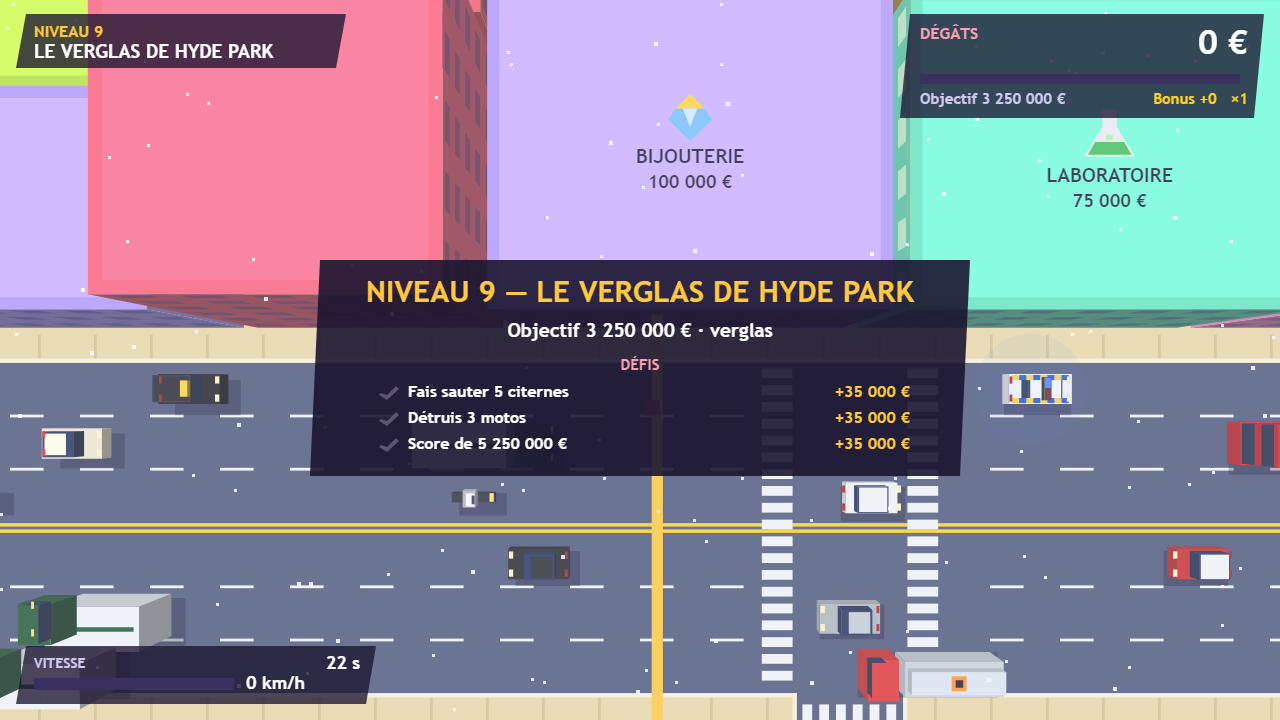 NIVEAU 9
LE VERGLAS DE HYDE PARK
DÉGÂTS
0 €
Objectif 3 250 000 €
Bonus +0 ×1
BIJOUTERIE
100 000 €
LABORATOIRE
75 000 €
NIVEAU 9 — LE VERGLAS DE HYDE PARK
Objectif 3 250 000 € · verglas
DÉFIS
Fais sauter 5 citernes +35 000 €
Détruis 3 motos +35 000 €
Score de 5 250 000 € +35 000 €
VITESSE
22 s
0 km/h